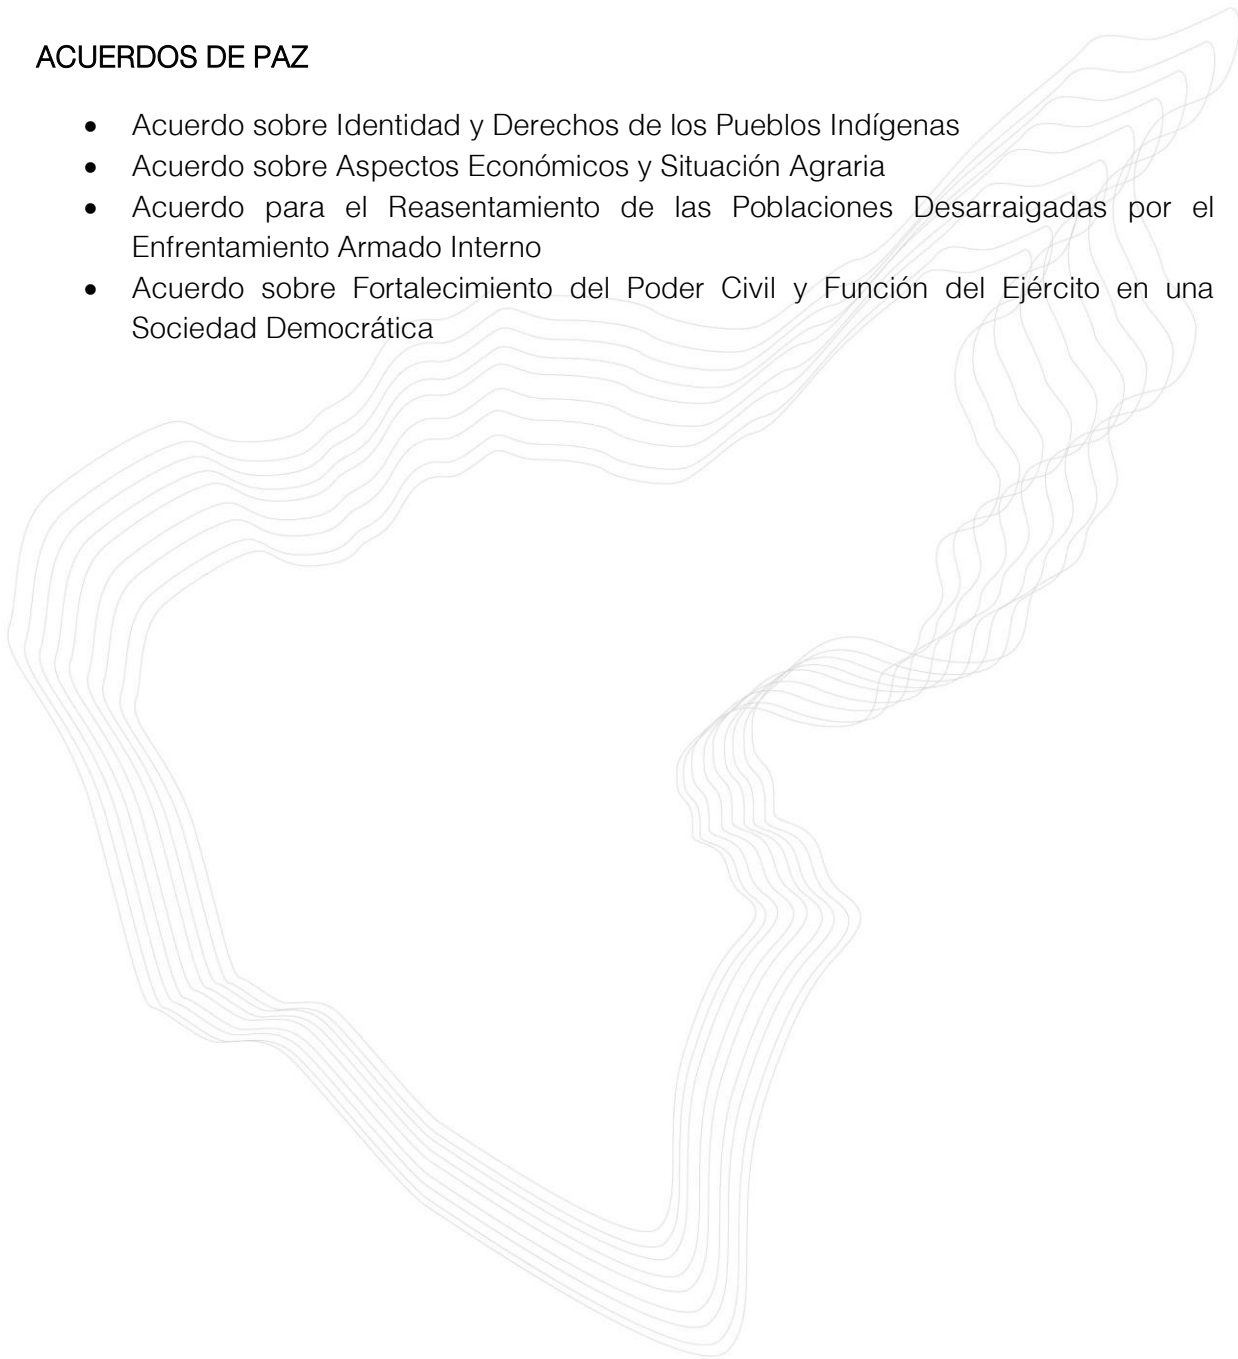 ACUERDOS DE PAZ
• Acuerdo sobre Identidad y Derechos de los Pueblos Indígenas
• Acuerdo sobre Aspectos Económicos y Situación Agraria
• Acuerdo para el Reasentamiento de las Poblaciones Desarraigadas por el
Enfrentamiento Armado Interno
• Acuerdo sobre Fortalecimiento del Poder Civil y Función del Ejército en una
Sociedad Democrática